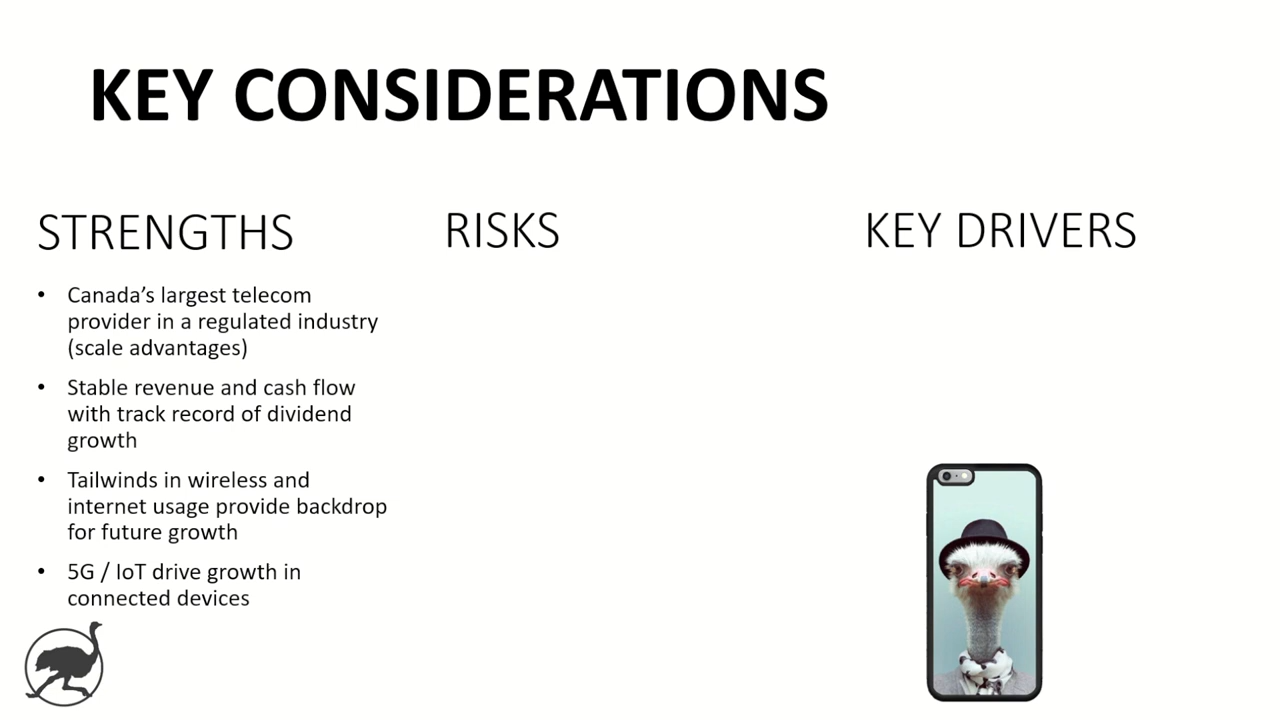 KEY CONSIDERATIONS
STRENGTHS
• Canada’s largest telecom
provider in a regulated industry
(scale advantages)
• Stable revenue and cash flow
with track record of dividend
growth
• Tailwinds in wireless and
internet usage provide backdrop
for future growth
• 5G / IoT drive growth in
connected devices
RISKS
KEY DRIVERS